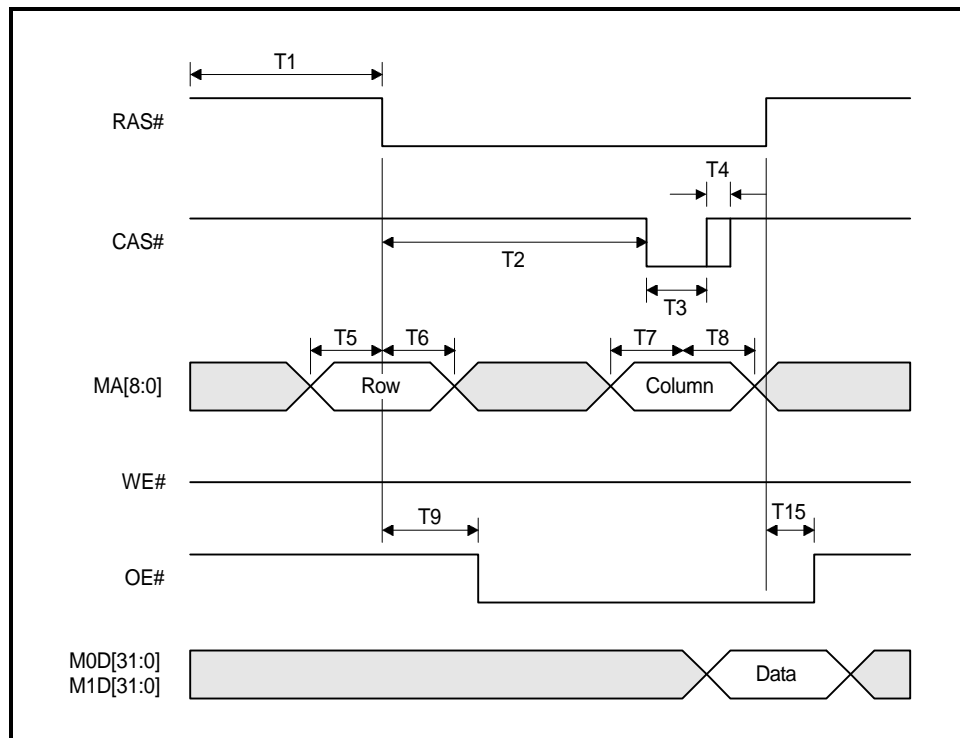 T1
RAS#
T4
CAS#
T2
T3
T5
T6
T7
T8
MA[8:0]
Row
Column
WE#
T9
T15
OE#
M0D[31:0]
M1D[31:0]
Data